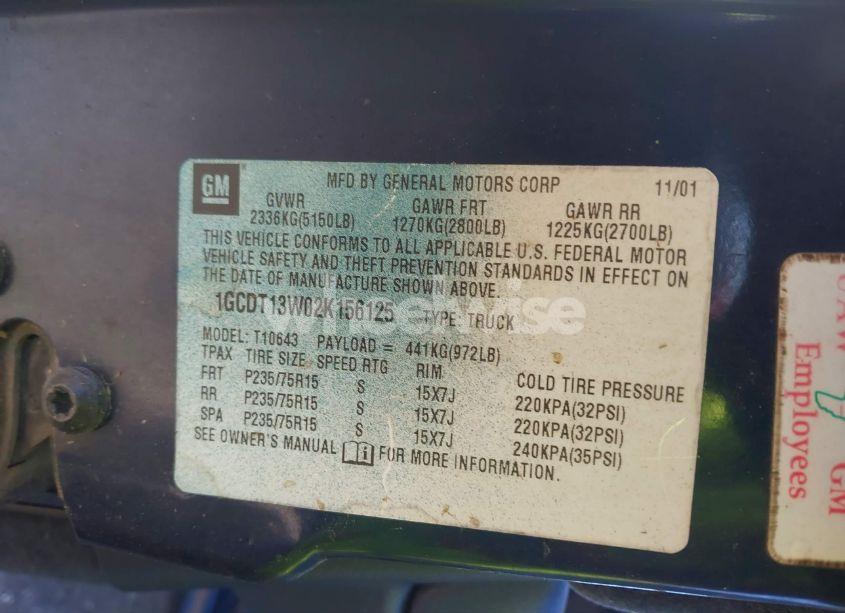 GM
MFD BY GENERAL MOTORS CORP 11/01
GVWR GAWR FRT GAWR RR
2336KG(5150LB) 1270KG(2800LB) 1225KG(2700LB)
THIS VEHICLE CONFORMS TO ALL APPLICABLE U.S. FEDERAL MOTOR
VEHICLE SAFETY AND THEFT PREVENTION STANDARDS IN EFFECT ON
THE DATE OF MANUFACTURE SHOWN ABOVE.
1GCDT13W02K156125 TYPE: TRUCK
MODEL: T10643 PAYLOAD = 441KG(972LB)
TPAX TIRE SIZE SPEED RTG RIM COLD TIRE PRESSURE
FRT P235/75R15 S 15X7J 220KPA(32PSI)
RR P235/75R15 S 15X7J 220KPA(32PSI)
SPA P235/75R15 S 15X7J 240KPA(35PSI)
SEE OWNER'S MANUAL FOR MORE INFORMATION.
GM
Employees